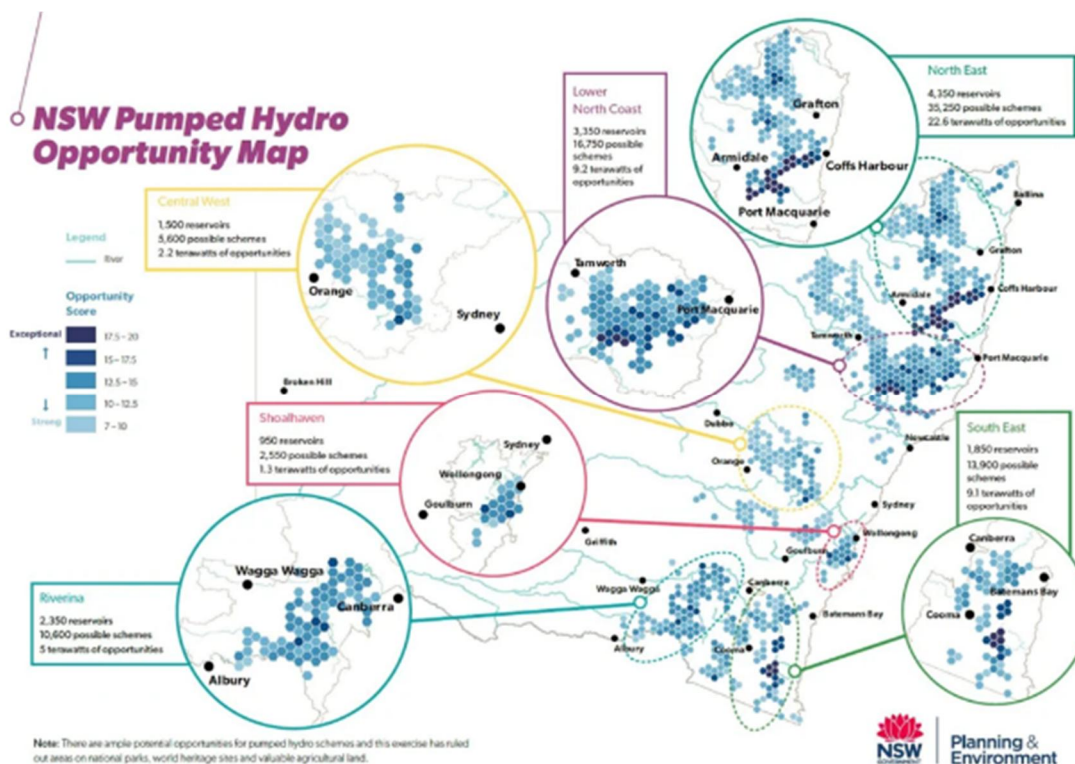 NSW Pumped Hydro
Opportunity Map
Legend
River
Opportunity
Score
Exceptional
17.5–20
15–17.5
12.5–15
10–12.5
Strong
7–10
Central West
1,500 reservoirs
5,600 possible schemes
2.2 terawatts of opportunities
Orange
Sydney
Lower
North Coast
3,350 reservoirs
16,750 possible
schemes
9.2 terawatts of
opportunities
Tamworth
Port Macquarie
North East
4,350 reservoirs
35,250 possible schemes
22.6 terawatts of opportunities
Grafton
Armidale
Coffs Harbour
Port Macquarie
Shoalhaven
950 reservoirs
2,550 possible schemes
1.3 terawatts of opportunities
Sydney
Wollongong
Goulburn
Riverina
2,350 reservoirs
10,600 possible schemes
5 terawatts of opportunities
Wagga Wagga
Canberra
Albury
South East
1,850 reservoirs
13,900 possible
schemes
9.1 terawatts of
opportunities
Canberra
Batemans Bay
Cooma
Ballina
Grafton
Coffs Harbour
Armidale
Tamworth
Port Macquarie
Broken Hill
Dubbo
Newcastle
Orange
Sydney
Wollongong
Griffith
Goulburn
Wagga Wagga
Canberra
Batemans Bay
Albury
Cooma
Note: There are ample potential opportunities for pumped hydro schemes and this exercise has ruled
out areas on national parks, world heritage sites and valuable agricultural land.
NSW
GOVERNMENT
Planning &
Environment